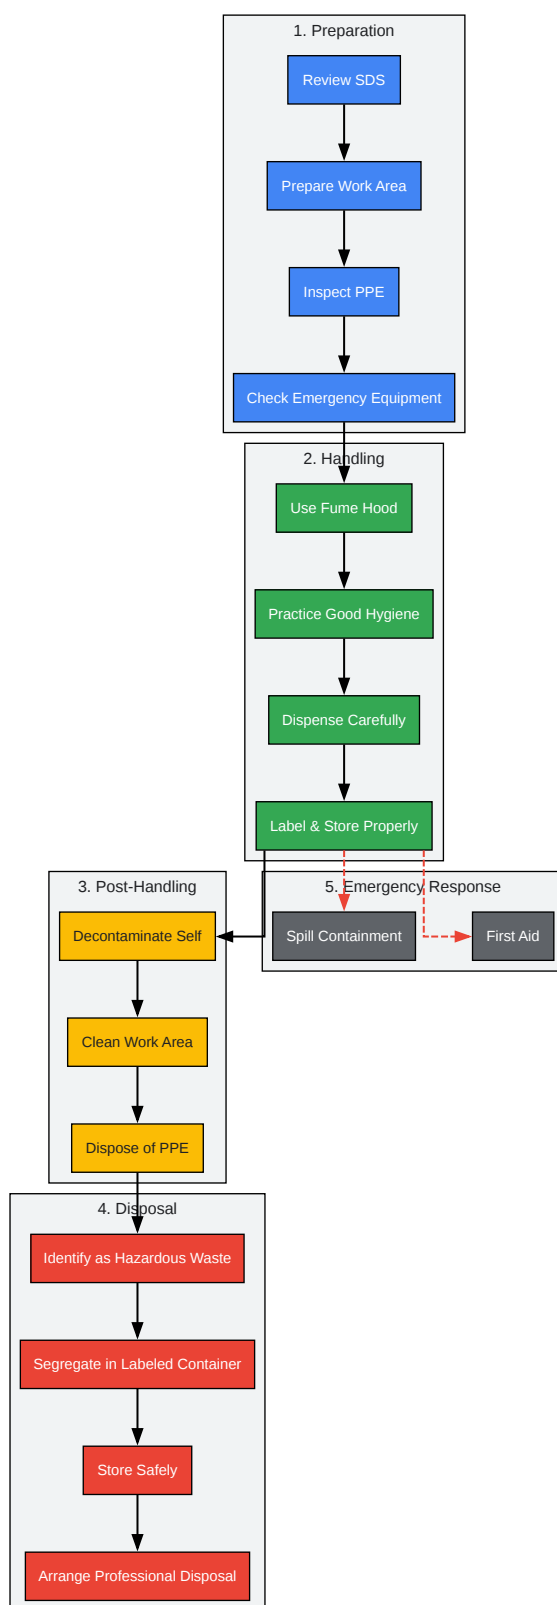 1. Preparation
Review SDS
Prepare Work Area
Inspect PPE
Check Emergency Equipment
2. Handling
Use Fume Hood
Practice Good Hygiene
Dispense Carefully
Label & Store Properly
3. Post-Handling
Decontaminate Self
Clean Work Area
Dispose of PPE
5. Emergency Response
Spill Containment
First Aid
4. Disposal
Identify as Hazardous Waste
Segregate in Labeled Container
Store Safely
Arrange Professional Disposal